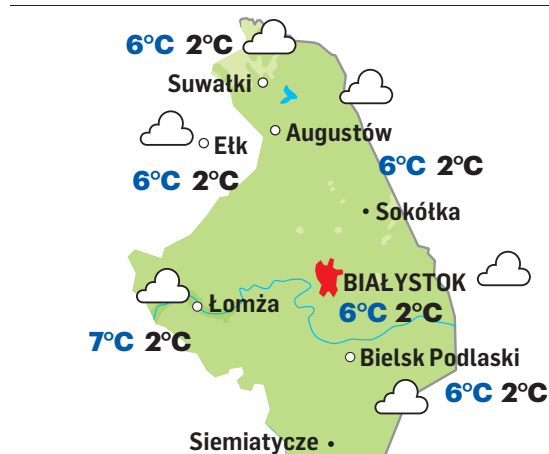 6°C 2°C
Suwałki
Augustów
Ełk
6°C 2°C
6°C 2°C
Sokółka
BIAŁYSTOK
6°C 2°C
Łomża
7°C 2°C
Bielsk Podlaski
6°C 2°C
Siemiatycze